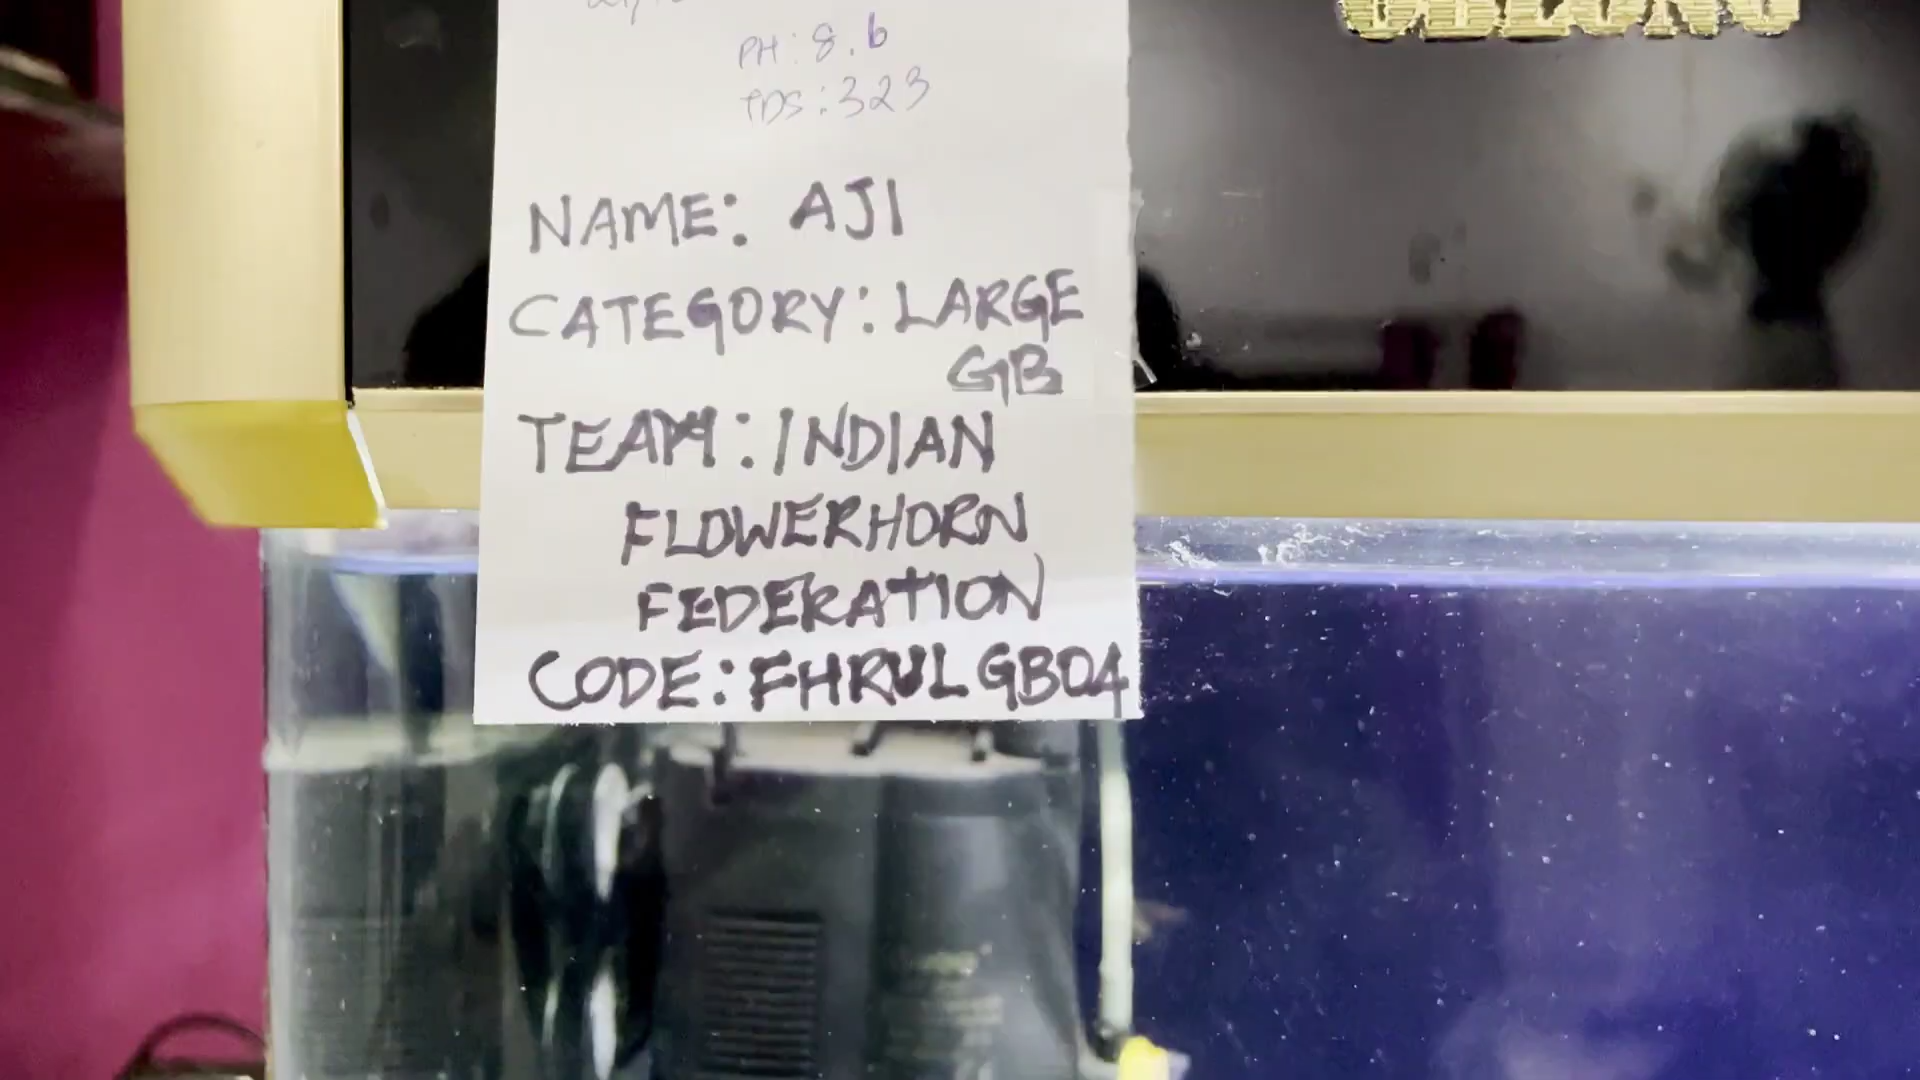 PH: 8.6
TDS: 323
NAME: AJI
CATEGORY: LARGE
GB
TEAM: INDIAN
FLOWERHORN
FEDERATION
CODE: FHRULGB04